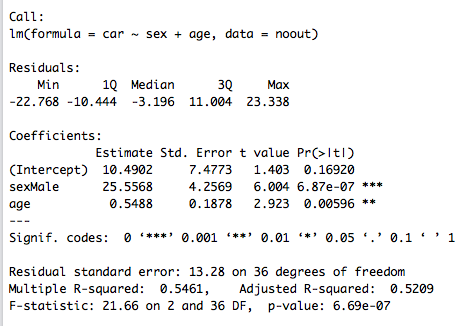 Call:
lm(formula = car ~ sex + age, data = noout)
Residuals:
    Min      1Q  Median      3Q     Max
-22.768 -10.444  -3.196  11.004  23.338
Coefficients:
            Estimate Std. Error t value Pr(>|t|)
(Intercept)  10.4902     7.4773   1.403  0.16920
sexMale      25.5568     4.2569   6.004 6.87e-07 ***
age           0.5488     0.1878   2.923  0.00596 **
---
Signif. codes:  0 ‘***’ 0.001 ‘**’ 0.01 ‘*’ 0.05 ‘.’ 0.1 ‘ ’ 1
Residual standard error: 13.28 on 36 degrees of freedom
Multiple R-squared:  0.5461,    Adjusted R-squared:  0.5209
F-statistic: 21.66 on 2 and 36 DF,  p-value: 6.69e-07